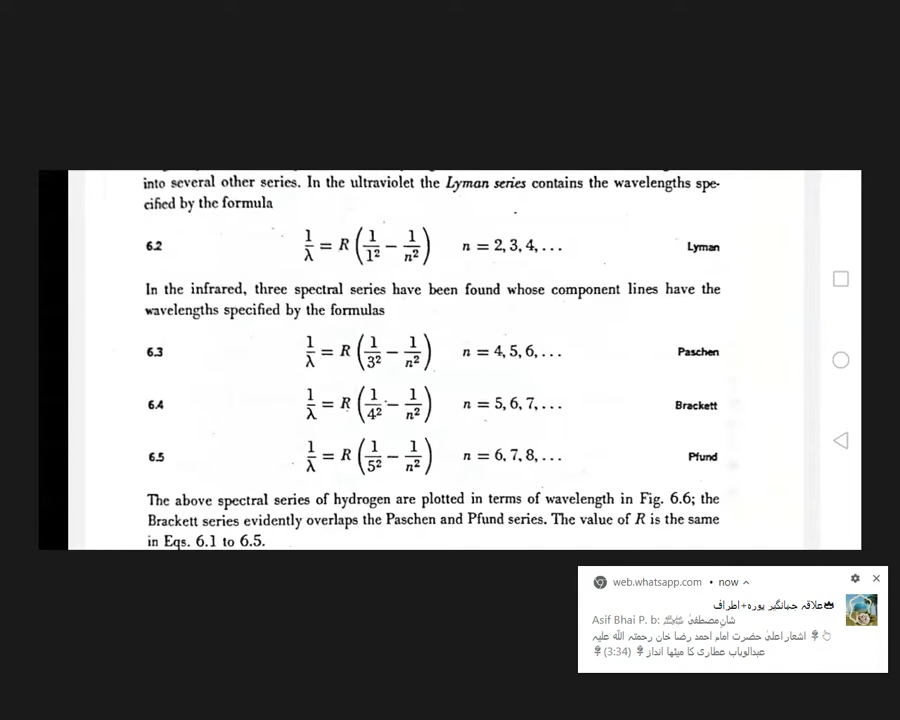 into several other series. In the ultraviolet the Lyman series contains the wavelengths spe-
cified by the formula
6.2 1/λ = R (1/1² − 1/n²) n = 2, 3, 4, . . . Lyman
In the infrared, three spectral series have been found whose component lines have the
wavelengths specified by the formulas
6.3 1/λ = R (1/3² − 1/n²) n = 4, 5, 6, . . . Paschen
6.4 1/λ = R (1/4² − 1/n²) n = 5, 6, 7, . . . Brackett
6.5 1/λ = R (1/5² − 1/n²) n = 6, 7, 8, . . . Pfund
The above spectral series of hydrogen are plotted in terms of wavelength in Fig. 6.6; the
Brackett series evidently overlaps the Paschen and Pfund series. The value of R is the same
in Eqs. 6.1 to 6.5.
web.whatsapp.com • now
علاقہ جہانگیر پورہ+اطراف
Asif Bhai P. b: شانِ مصطفیٰ ﷺ
اشعار اعلیٰ حضرت امام احمد رضا خان رحمتہ اللہ علیہ
عبدالوہاب عطاری کا میٹھا انداز (3:34)